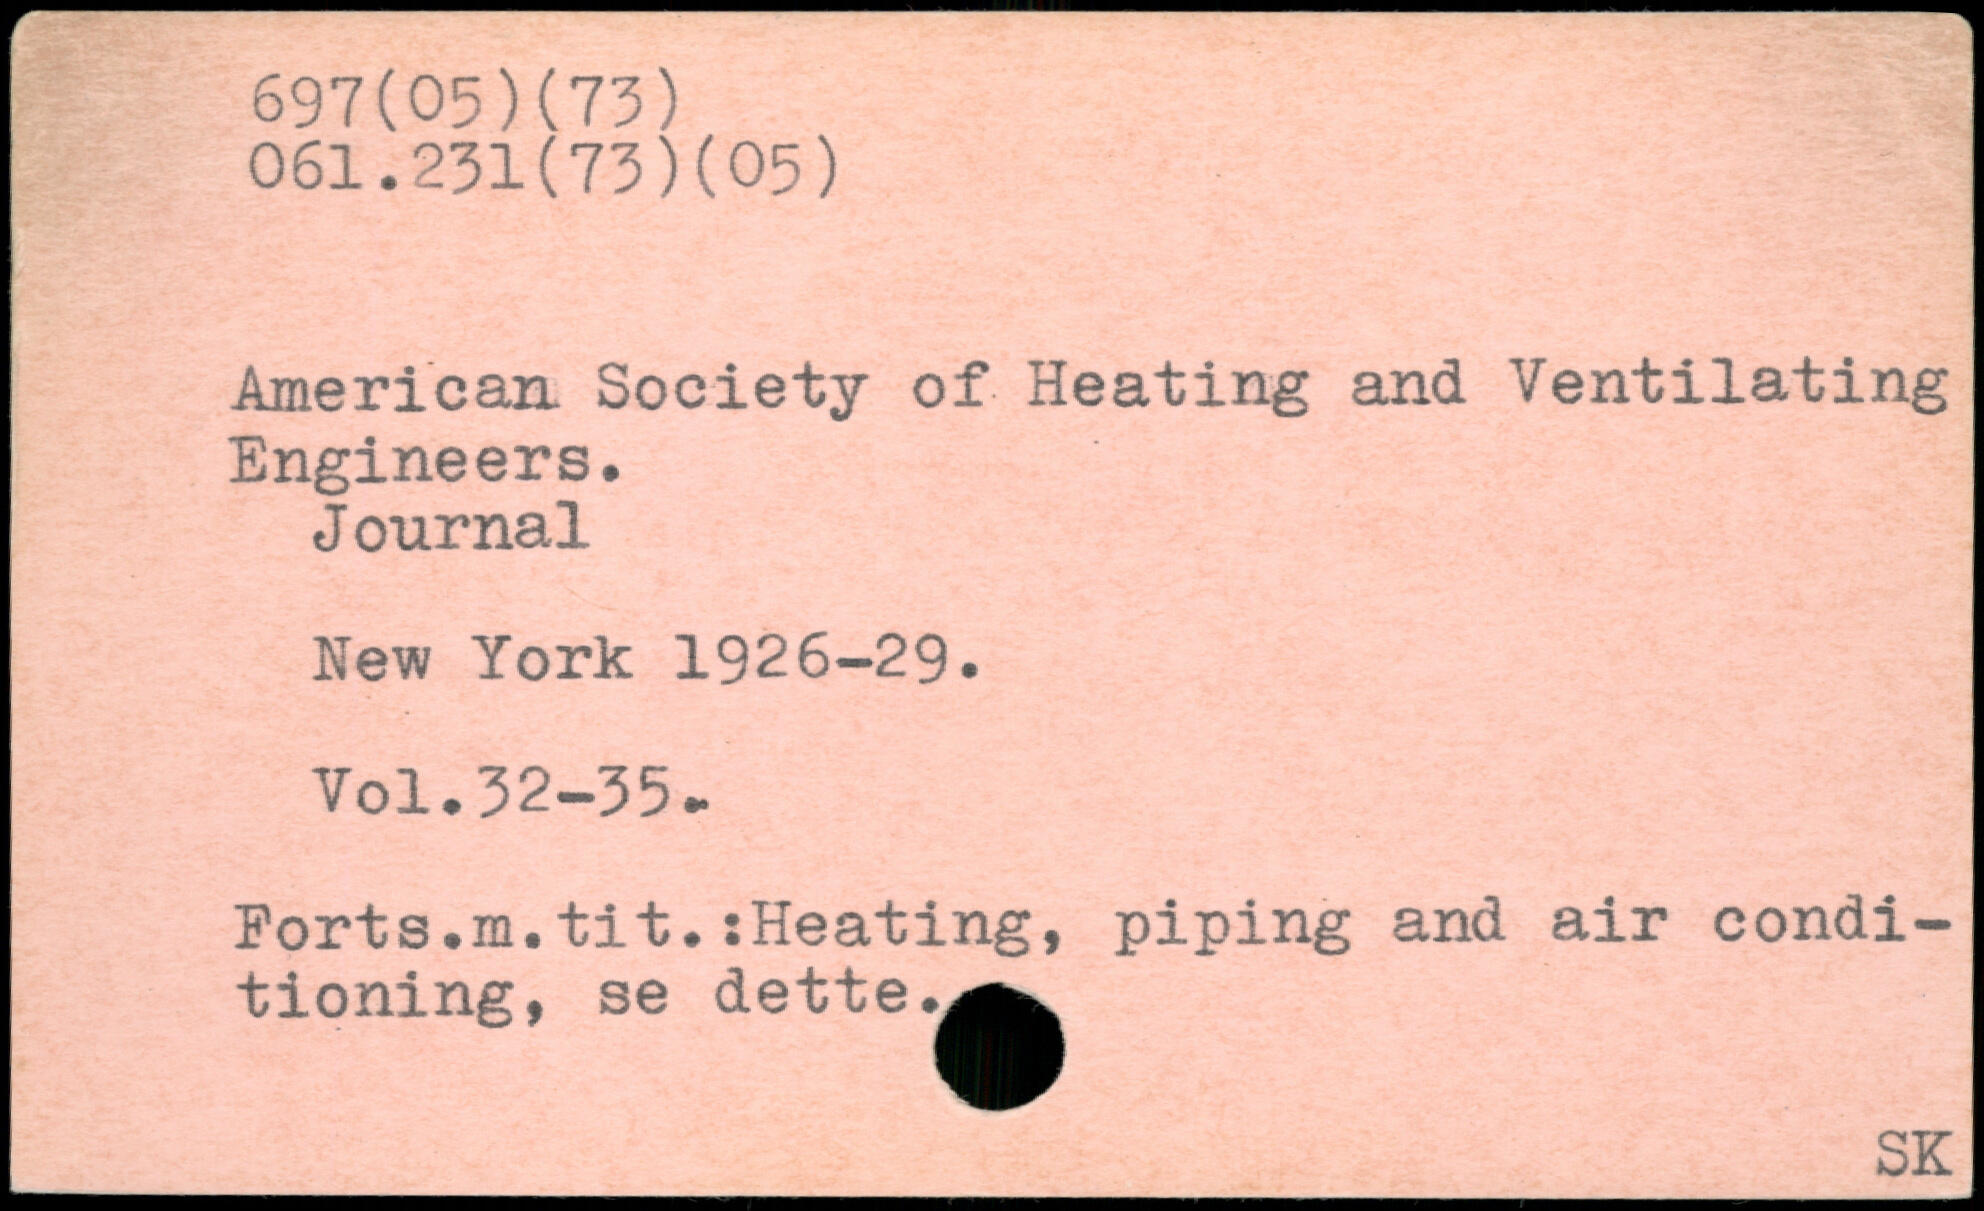 697(05)(73)
061.231(73)(05)
American Society of Heating and Ventilating
Engineers.
Journal
New York 1926-29.
Vol.32-35.
Forts.m.tit.:Heating, piping and air condi-
tioning, se dette.
SK